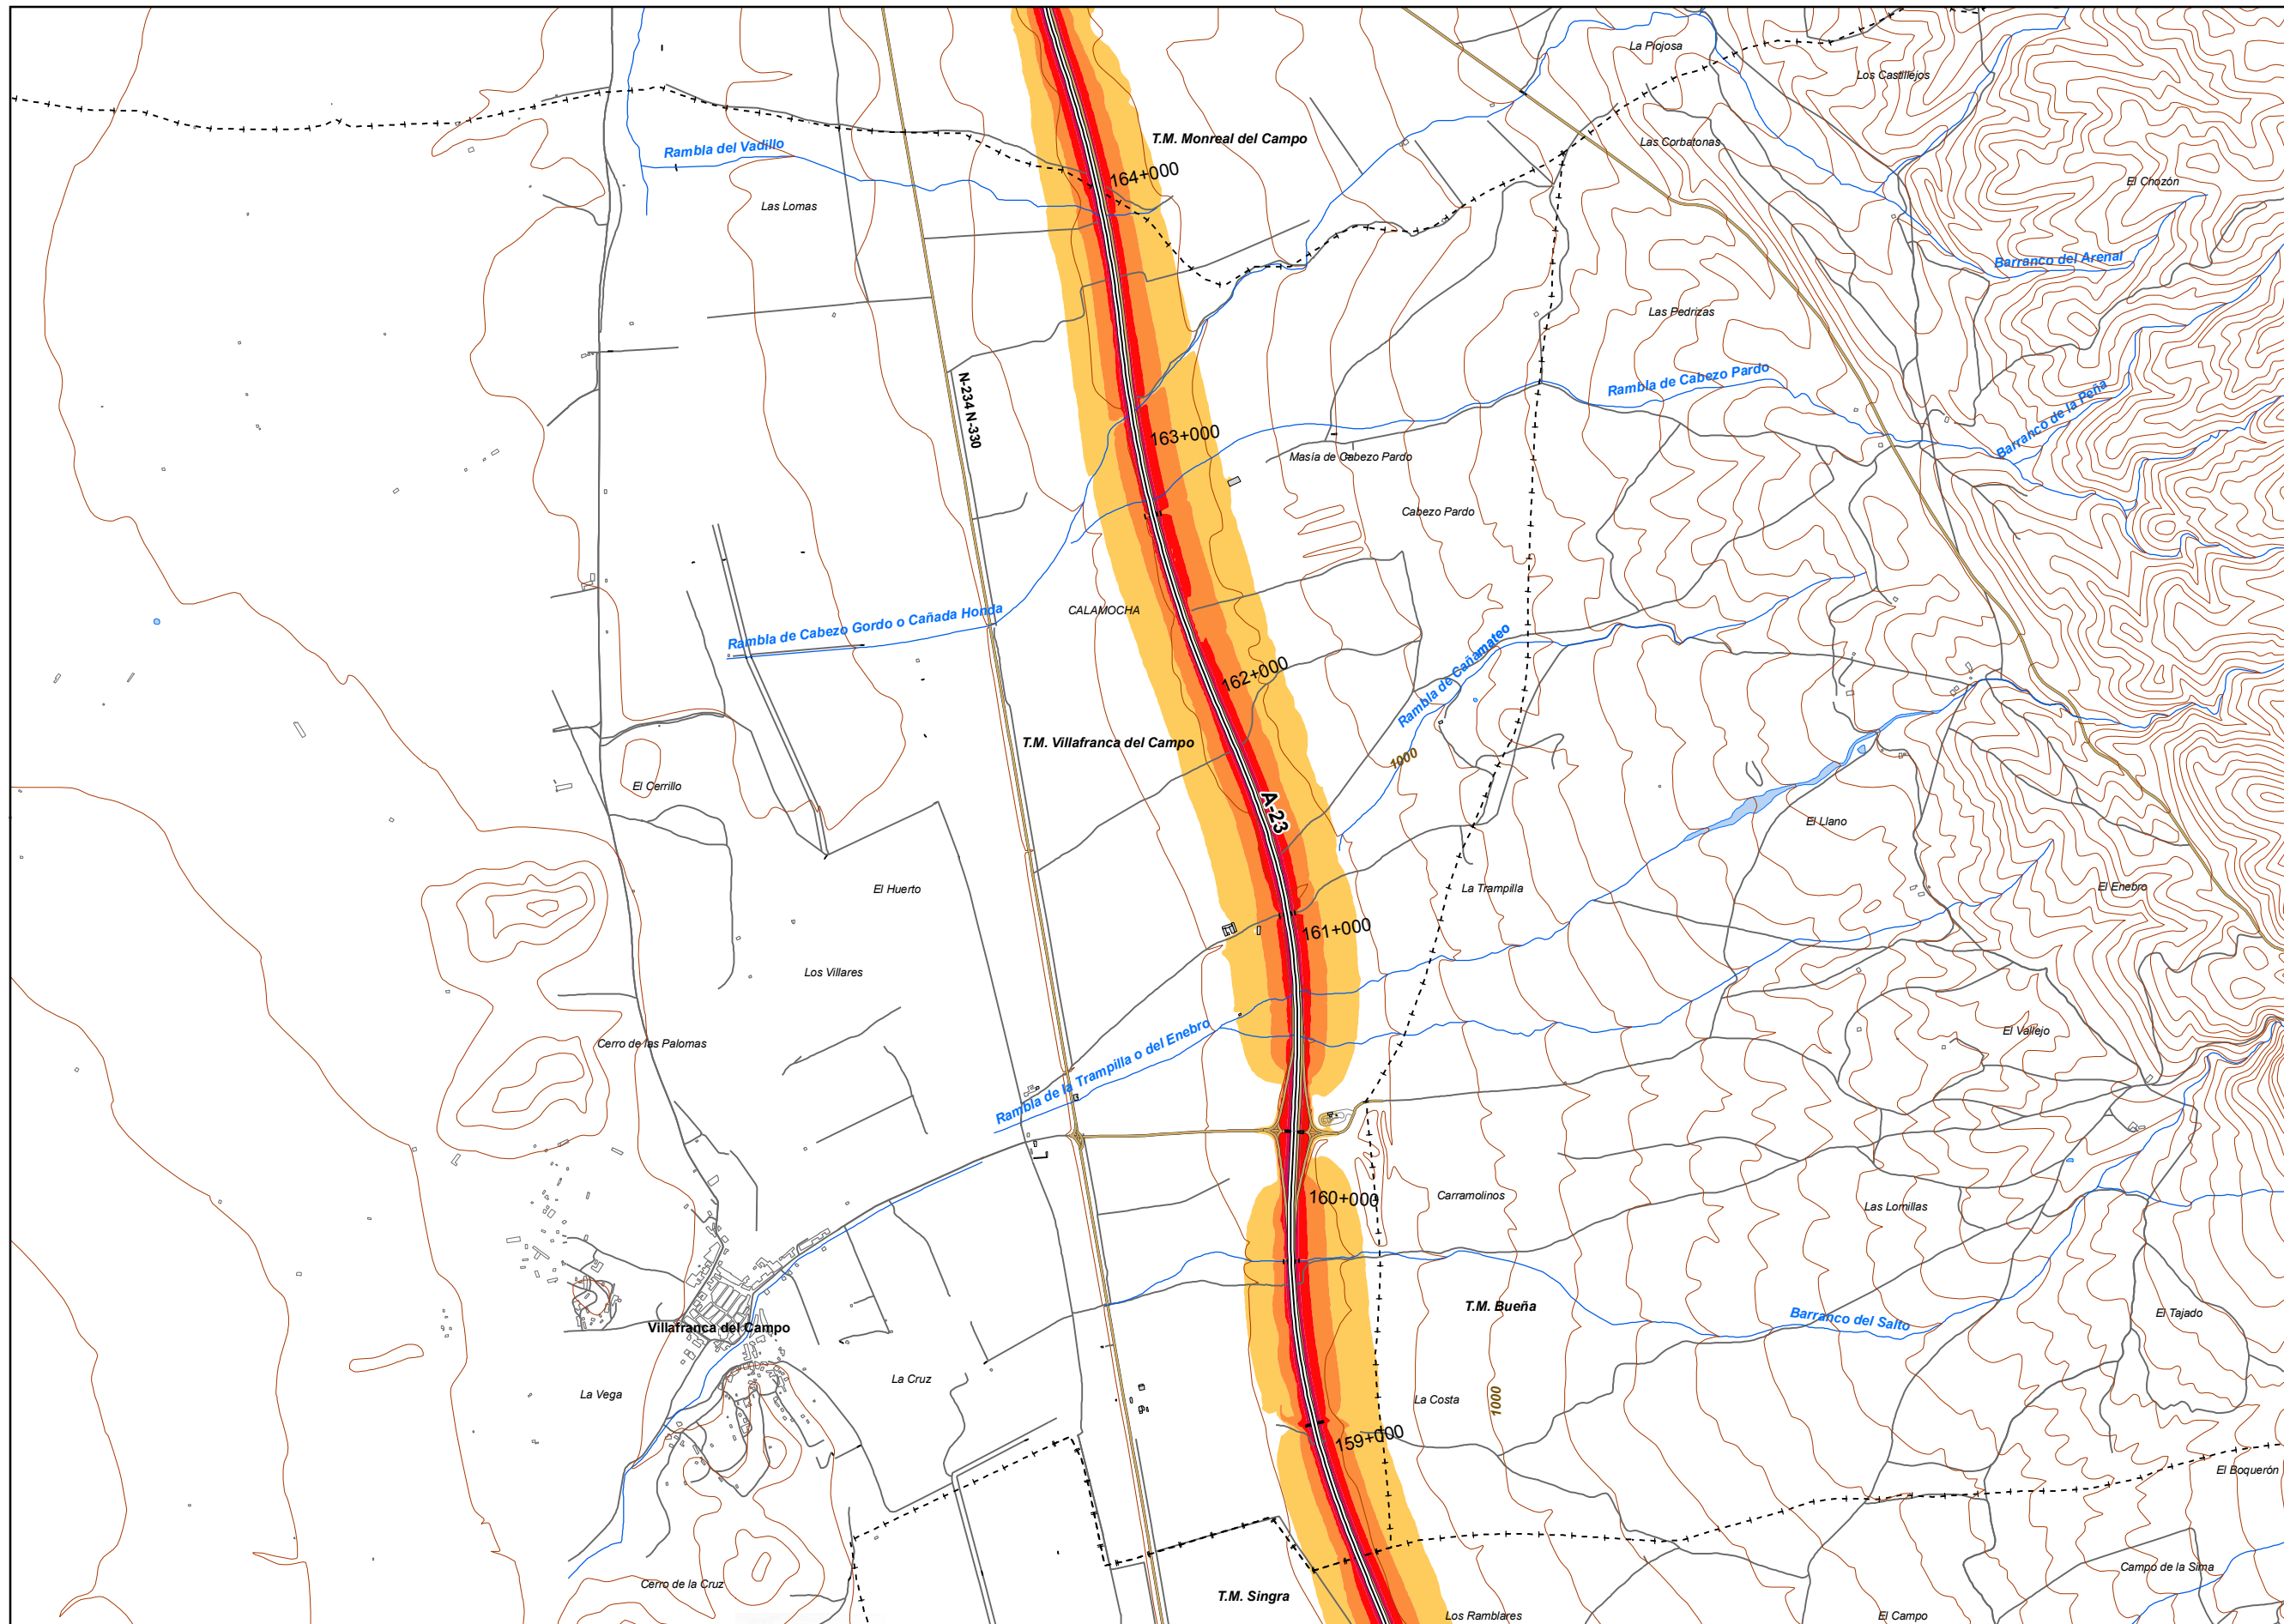 La Piojosa
Los Castillejos
T.M. Monreal del Campo
Las Corbatonas
Rambla del Vadillo
164+000
El Chozón
Las Lomas
Barranco del Arenal
Las Pedrizas
Rambla de Cabezo Pardo
N-234 N-330
Barranco de la Peña
163+000
Masía de Cabezo Pardo
Cabezo Pardo
CALAMOCHA
Rambla de Cabezo Gordo o Cañada Honda
Rambla de Cañamateo
162+000
T.M. Villafranca del Campo
1000
El Cerrillo
A-23
El Llano
El Huerto
La Trampilla
El Enebro
161+000
Los Villares
El Vallejo
Cerro de las Palomas
Rambla de la Trampilla o del Enebro
160+000
Carramolinos
Las Lomillas
T.M. Bueña
Barranco del Salto
El Tajado
Villafranca del Campo
La Cruz
La Vega
La Costa
1000
159+000
El Boquerón
Campo de la Sima
Cerro de la Cruz
T.M. Singra
Los Ramblares
El Campo